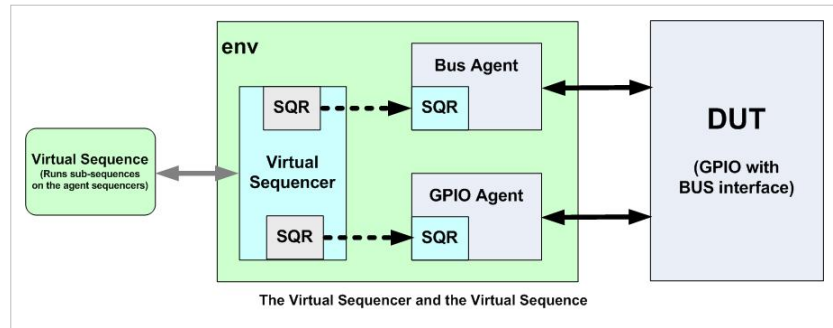 env
Bus Agent
SQR
SQR
Virtual
Sequencer
Virtual Sequence
(Runs sub-sequences
on the agent sequencers)
GPIO Agent
SQR
SQR
DUT
(GPIO with
BUS interface)
The Virtual Sequencer and the Virtual Sequence